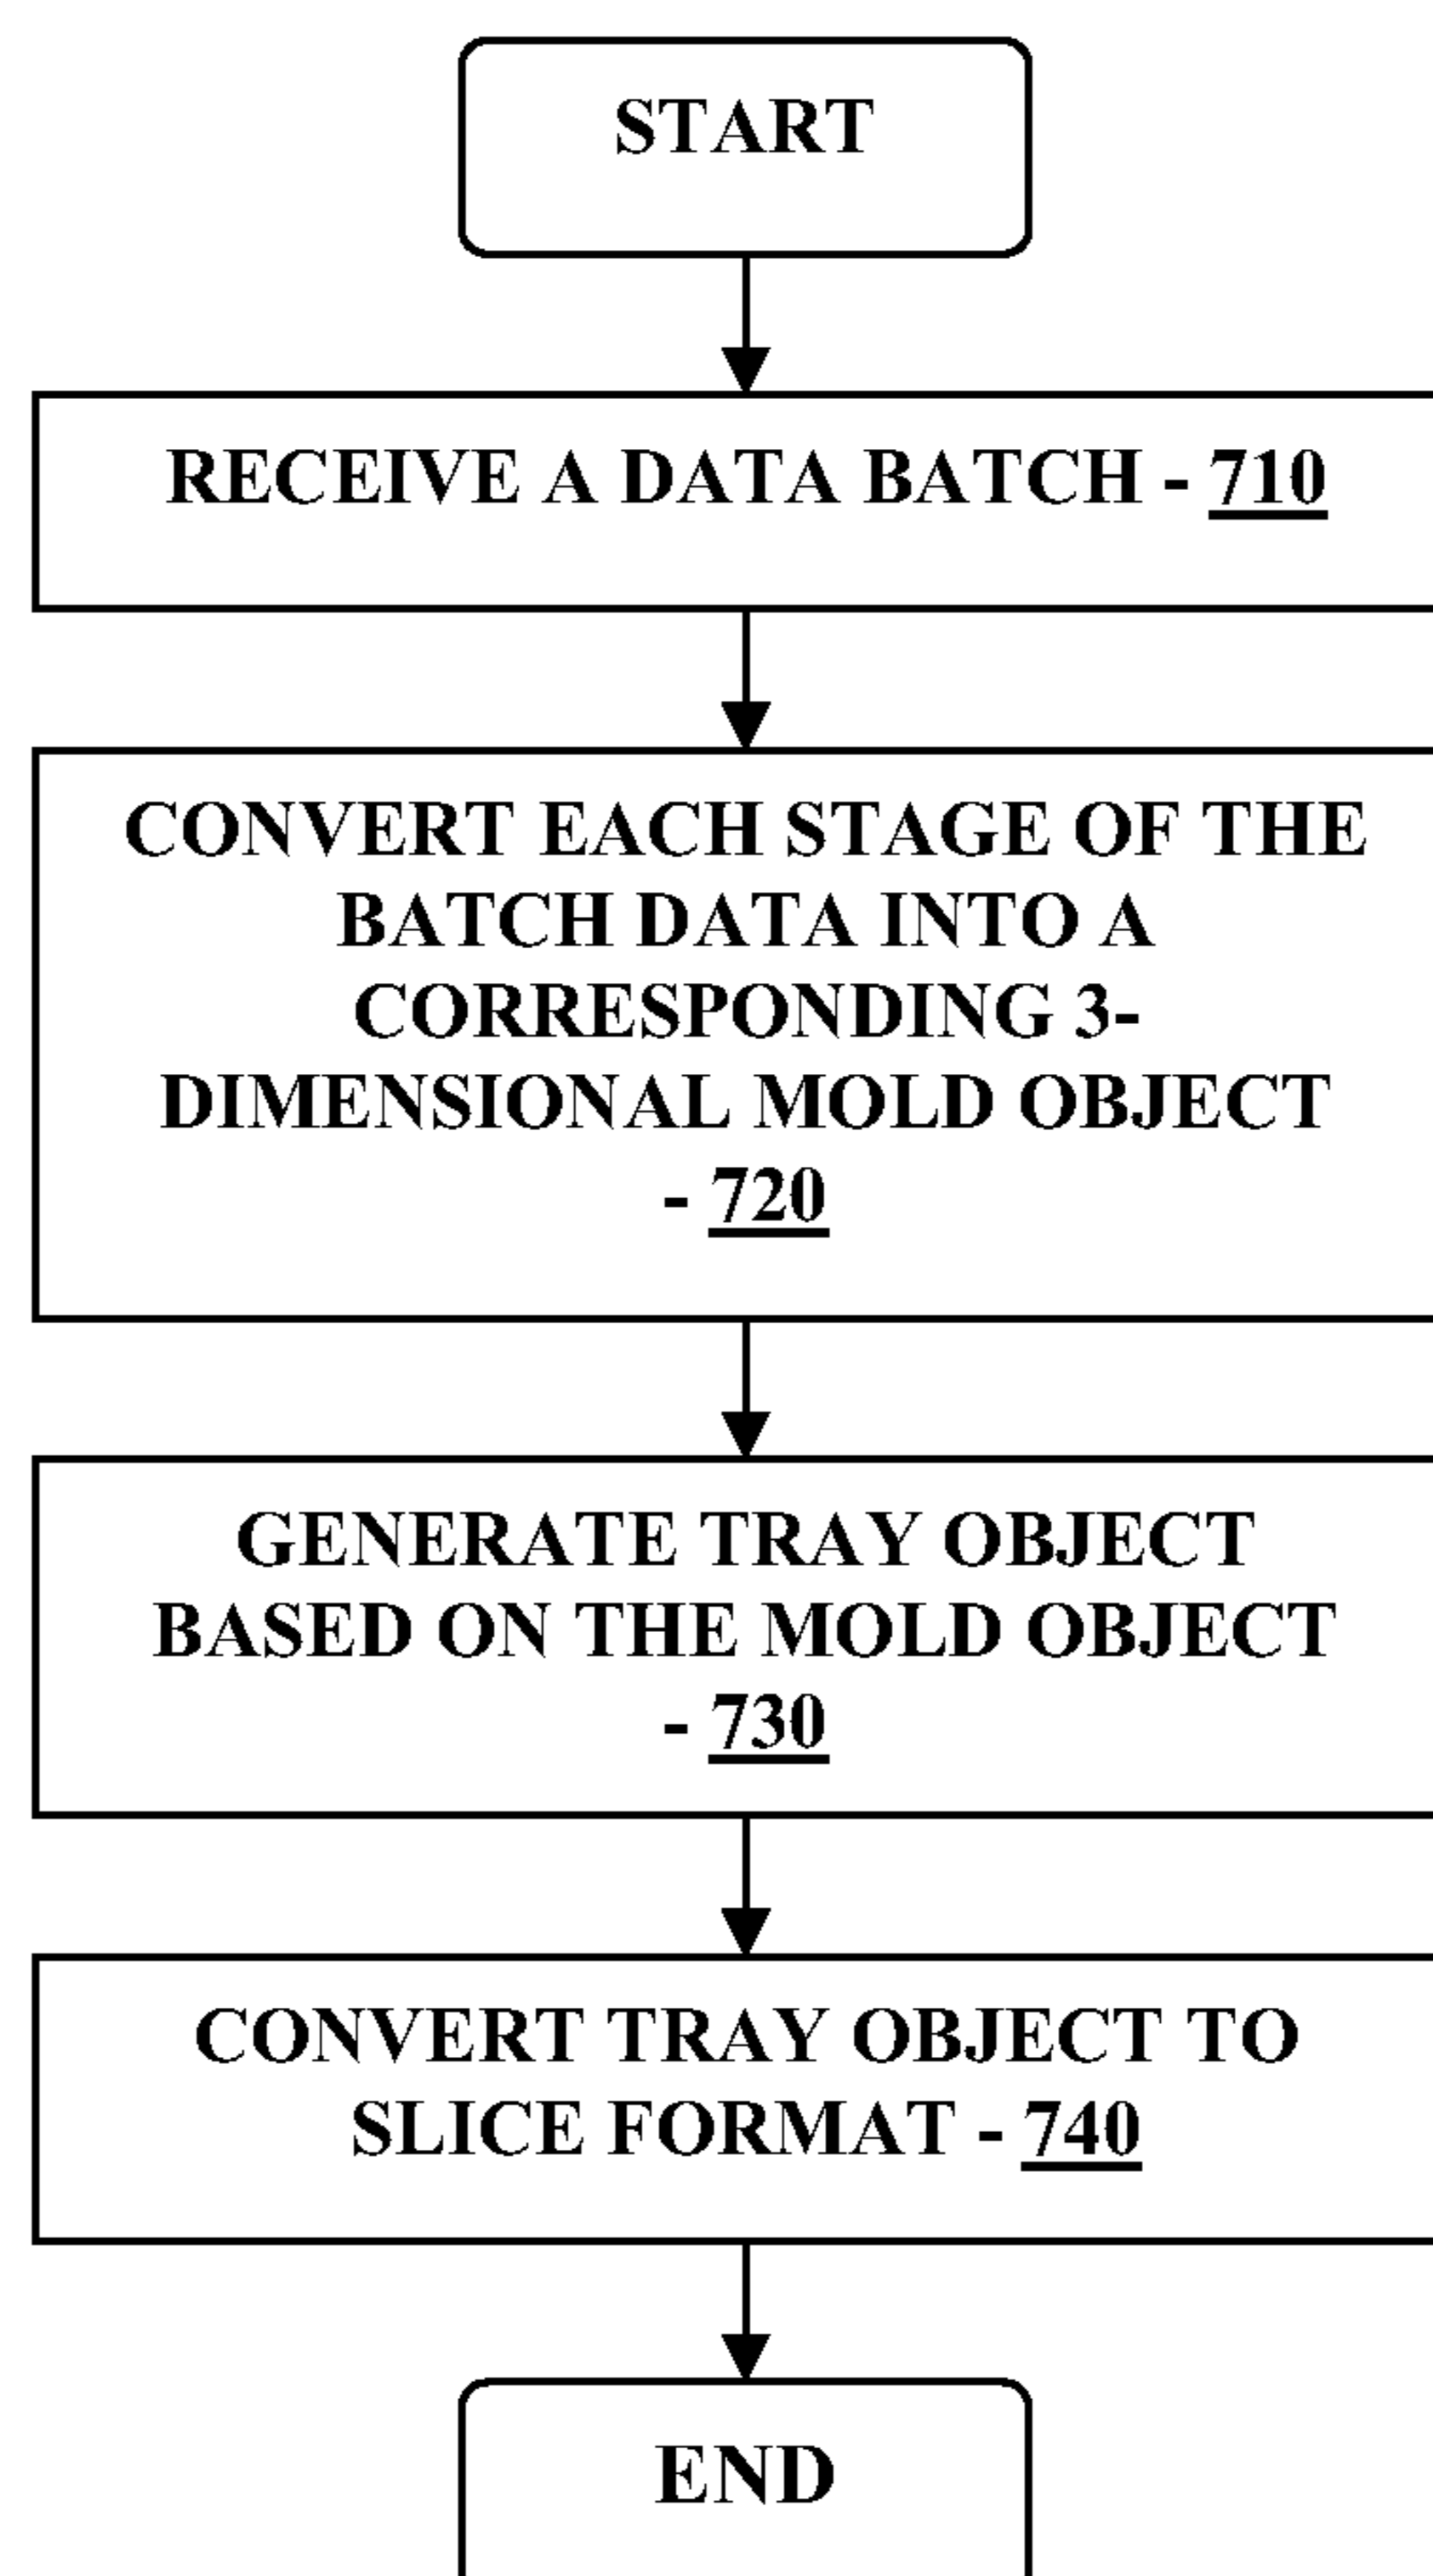 START
RECEIVE A DATA BATCH - 710
CONVERT EACH STAGE OF THE
BATCH DATA INTO A
CORRESPONDING 3-
DIMENSIONAL MOLD OBJECT
- 720
GENERATE TRAY OBJECT
BASED ON THE MOLD OBJECT
- 730
CONVERT TRAY OBJECT TO
SLICE FORMAT - 740
END